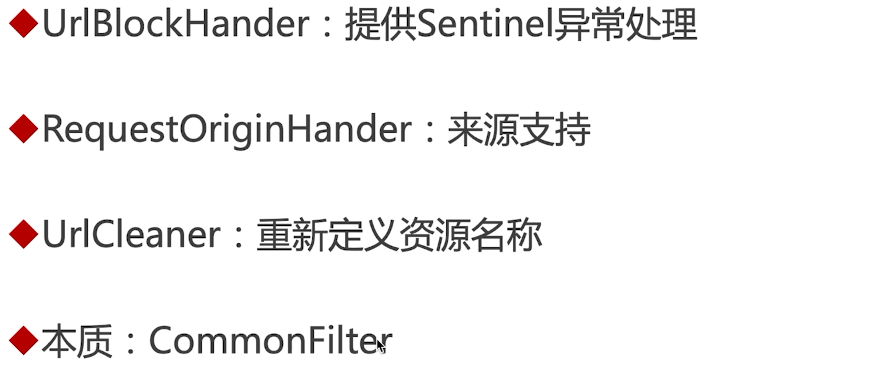 ◆UrlBlockHander：提供Sentinel异常处理
◆RequestOriginHander：来源支持
◆UrlCleaner：重新定义资源名称
◆本质：CommonFilter